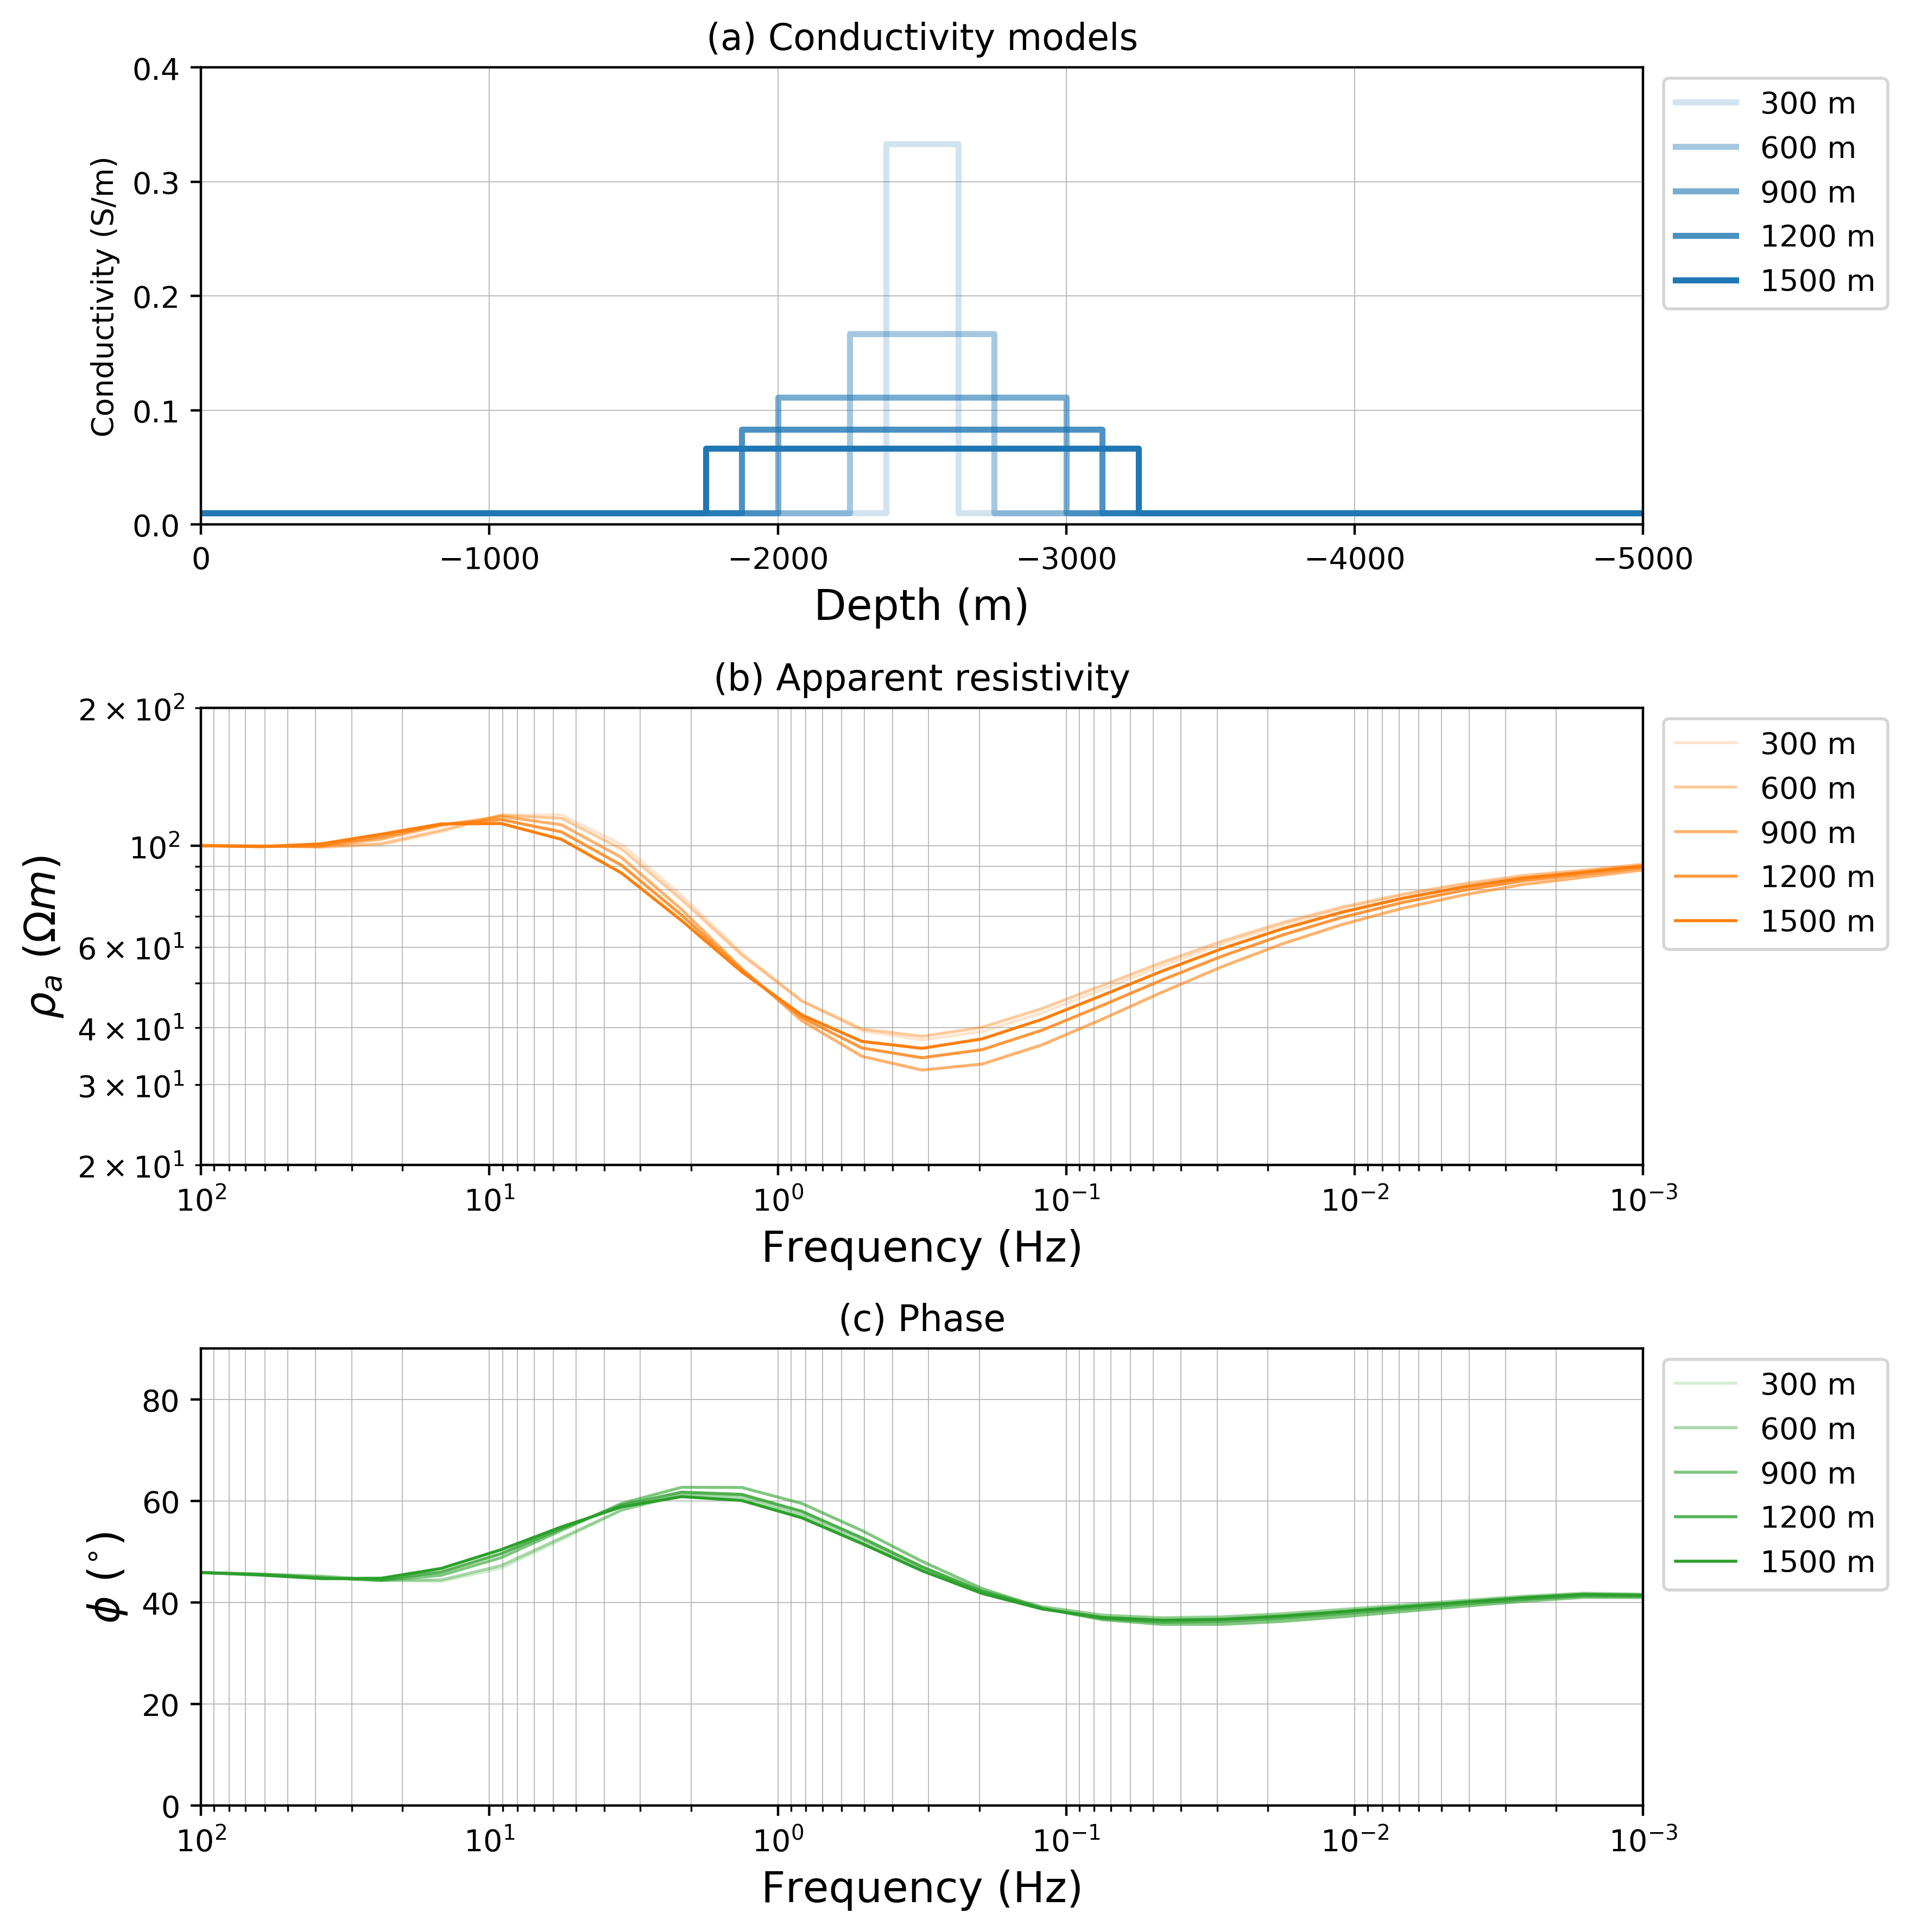 (a) Conductivity models
0.4
0.3
0.2
0.1
0.0
Conductivity (S/m)
0 −1000 −2000 −3000 −4000 −5000
Depth (m)
300 m
600 m
900 m
1200 m
1500 m
(b) Apparent resistivity
2 × 10²
10²
6 × 10¹
4 × 10¹
3 × 10¹
2 × 10¹
ρₐ (Ωm)
10² 10¹ 10⁰ 10⁻¹ 10⁻² 10⁻³
Frequency (Hz)
300 m
600 m
900 m
1200 m
1500 m
(c) Phase
80
60
40
20
0
ϕ (°)
10² 10¹ 10⁰ 10⁻¹ 10⁻² 10⁻³
Frequency (Hz)
300 m
600 m
900 m
1200 m
1500 m